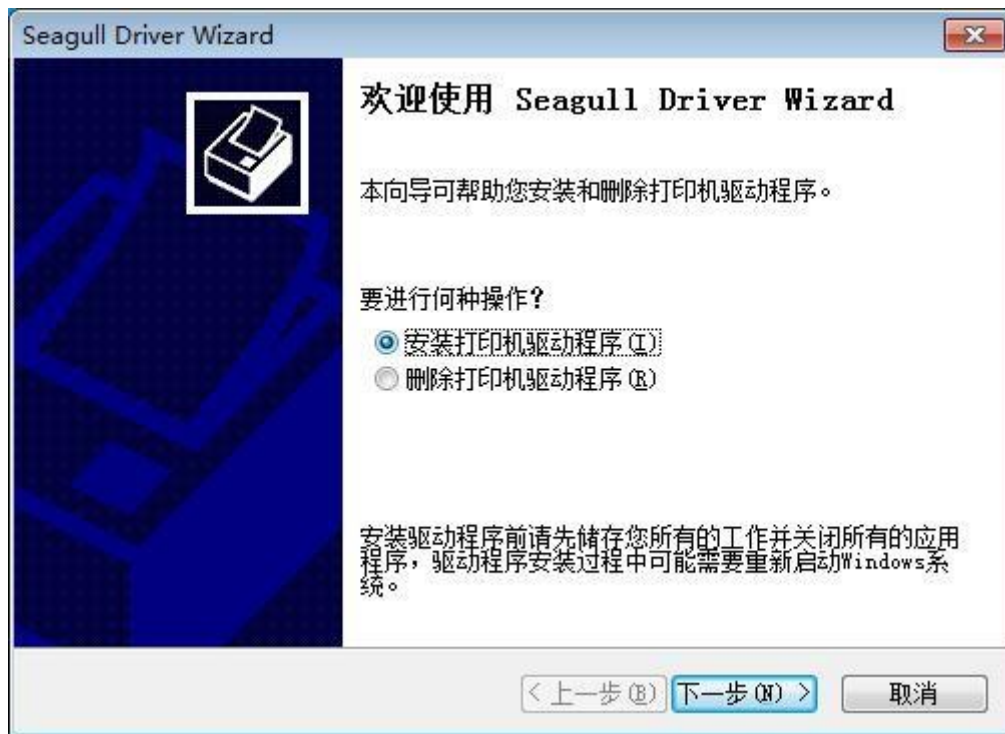 Seagull Driver Wizard
欢迎使用 Seagull Driver Wizard
本向导可帮助您安装和删除打印机驱动程序。
要进行何种操作?
安装打印机驱动程序(I)
删除打印机驱动程序(R)
安装驱动程序前请先储存您所有的工作并关闭所有的应用
程序，驱动程序安装过程中可能需要重新启动Windows系
统。
< 上一步(B) 下一步(N) > 取消